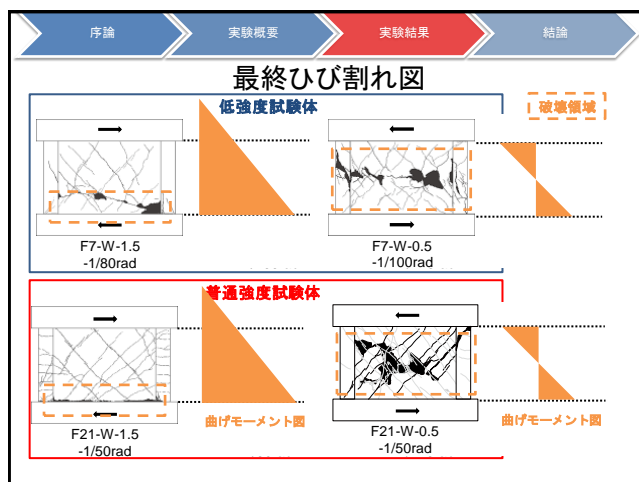 序論
実験概要
実験結果
結論
最終ひび割れ図
低強度試験体
破壊領域
F7-W-1.5
-1/80rad
F7-W-0.5
-1/100rad
普通強度試験体
F21-W-1.5
-1/50rad
曲げモーメント図
F21-W-0.5
-1/50rad
曲げモーメント図